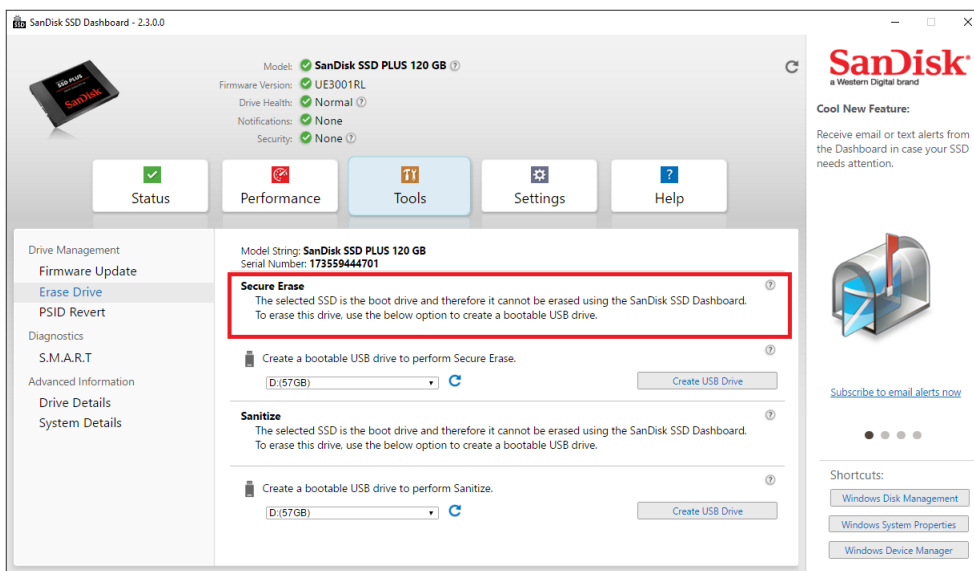 SanDisk SSD Dashboard - 2.3.0.0
SSD PLUS
SanDisk
Model: SanDisk SSD PLUS 120 GB ?
Firmware Version: UE3001RL
Drive Health: Normal ?
Notifications: None
Security: None ?
Status
Performance
Tools
Settings
? Help
Drive Management
Firmware Update
Erase Drive
PSID Revert
Diagnostics
S.M.A.R.T
Advanced Information
Drive Details
System Details
Model String: SanDisk SSD PLUS 120 GB
Serial Number: 173559444701
Secure Erase ?
The selected SSD is the boot drive and therefore it cannot be erased using the SanDisk SSD Dashboard.
To erase this drive, use the below option to create a bootable USB drive.
Create a bootable USB drive to perform Secure Erase. ?
D:(57GB) Create USB Drive
Sanitize ?
The selected SSD is the boot drive and therefore it cannot be erased using the SanDisk SSD Dashboard.
To erase this drive, use the below option to create a bootable USB drive.
Create a bootable USB drive to perform Sanitize. ?
D:(57GB) Create USB Drive
SanDisk
a Western Digital brand
Cool New Feature:
Receive email or text alerts from
the Dashboard in case your SSD
needs attention.
Subscribe to email alerts now
Shortcuts:
Windows Disk Management
Windows System Properties
Windows Device Manager